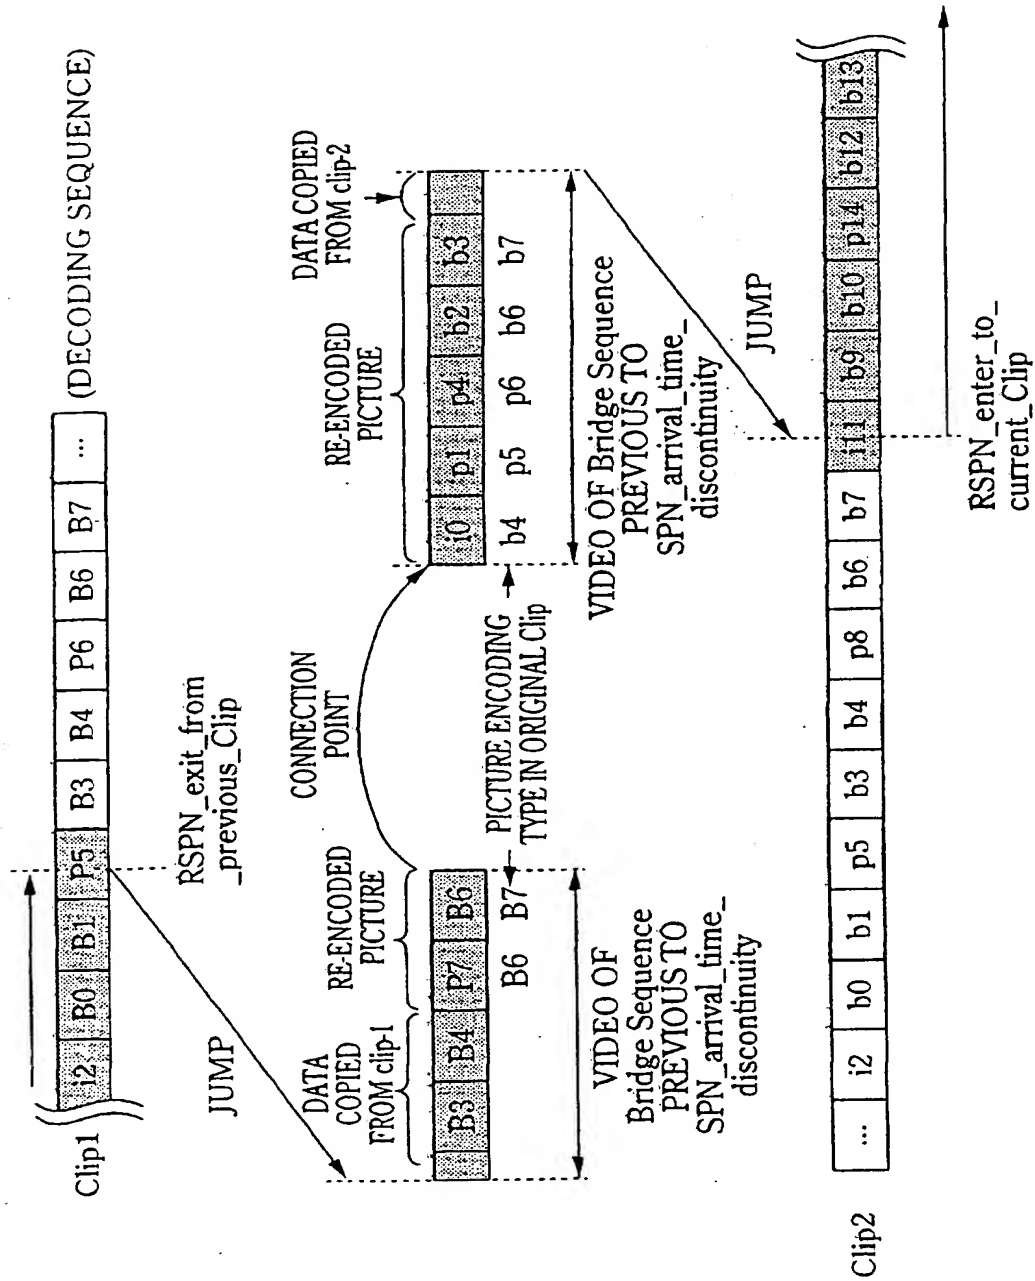 Clip1
i2 B0 B1 P5 B3 B4 P6 B6 B7 ...
(DECODING SEQUENCE)
JUMP
RSPN_exit_from
_previous_Clip
DATA
COPIED
FROM clip-1
RE-ENCODED
PICTURE
CONNECTION
POINT
RE-ENCODED
PICTURE
DATA COPIED
FROM clip-2
B3 B4 P7 B6
i0 p1 p4 b2 b3
B6 B7
PICTURE ENCODING
TYPE IN ORIGINAL Clip
b4 p5 p6 b6 b7
VIDEO OF
Bridge Sequence
PREVIOUS TO
SPN_arrival_time_
discontinuity
VIDEO OF Bridge Sequence
PREVIOUS TO
SPN_arrival_time_
discontinuity
JUMP
Clip2
... i2 b0 b1 p5 b3 b4 p8 b6 b7 i11 b9 b10 p14 b12 b13
RSPN_enter_to_
current_Clip